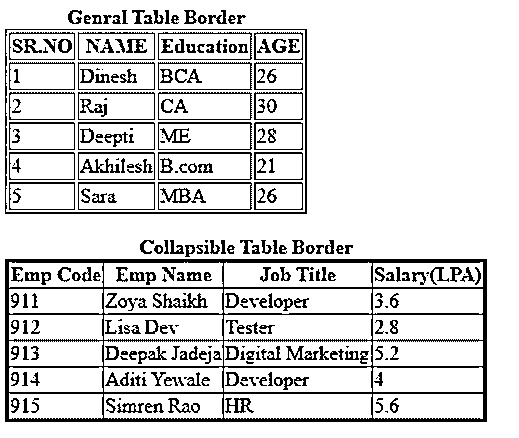 Genral Table Border
SR.NO NAME Education AGE
1 Dinesh BCA 26
2 Raj CA 30
3 Deepti ME 28
4 Akhilesh B.com 21
5 Sara MBA 26
Collapsible Table Border
Emp Code Emp Name Job Title Salary(LPA)
911 Zoya Shaikh Developer 3.6
912 Lisa Dev Tester 2.8
913 Deepak Jadeja Digital Marketing 5.2
914 Aditi Yewale Developer 4
915 Simren Rao HR 5.6